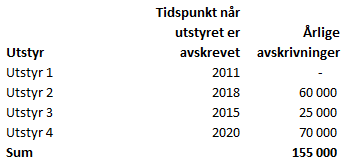 Tidspunkt når
utstyret er Årlige
Utstyr avskrevet avskrivninger
Utstyr 1 2011 -
Utstyr 2 2018 60 000
Utstyr 3 2015 25 000
Utstyr 4 2020 70 000
Sum 155 000